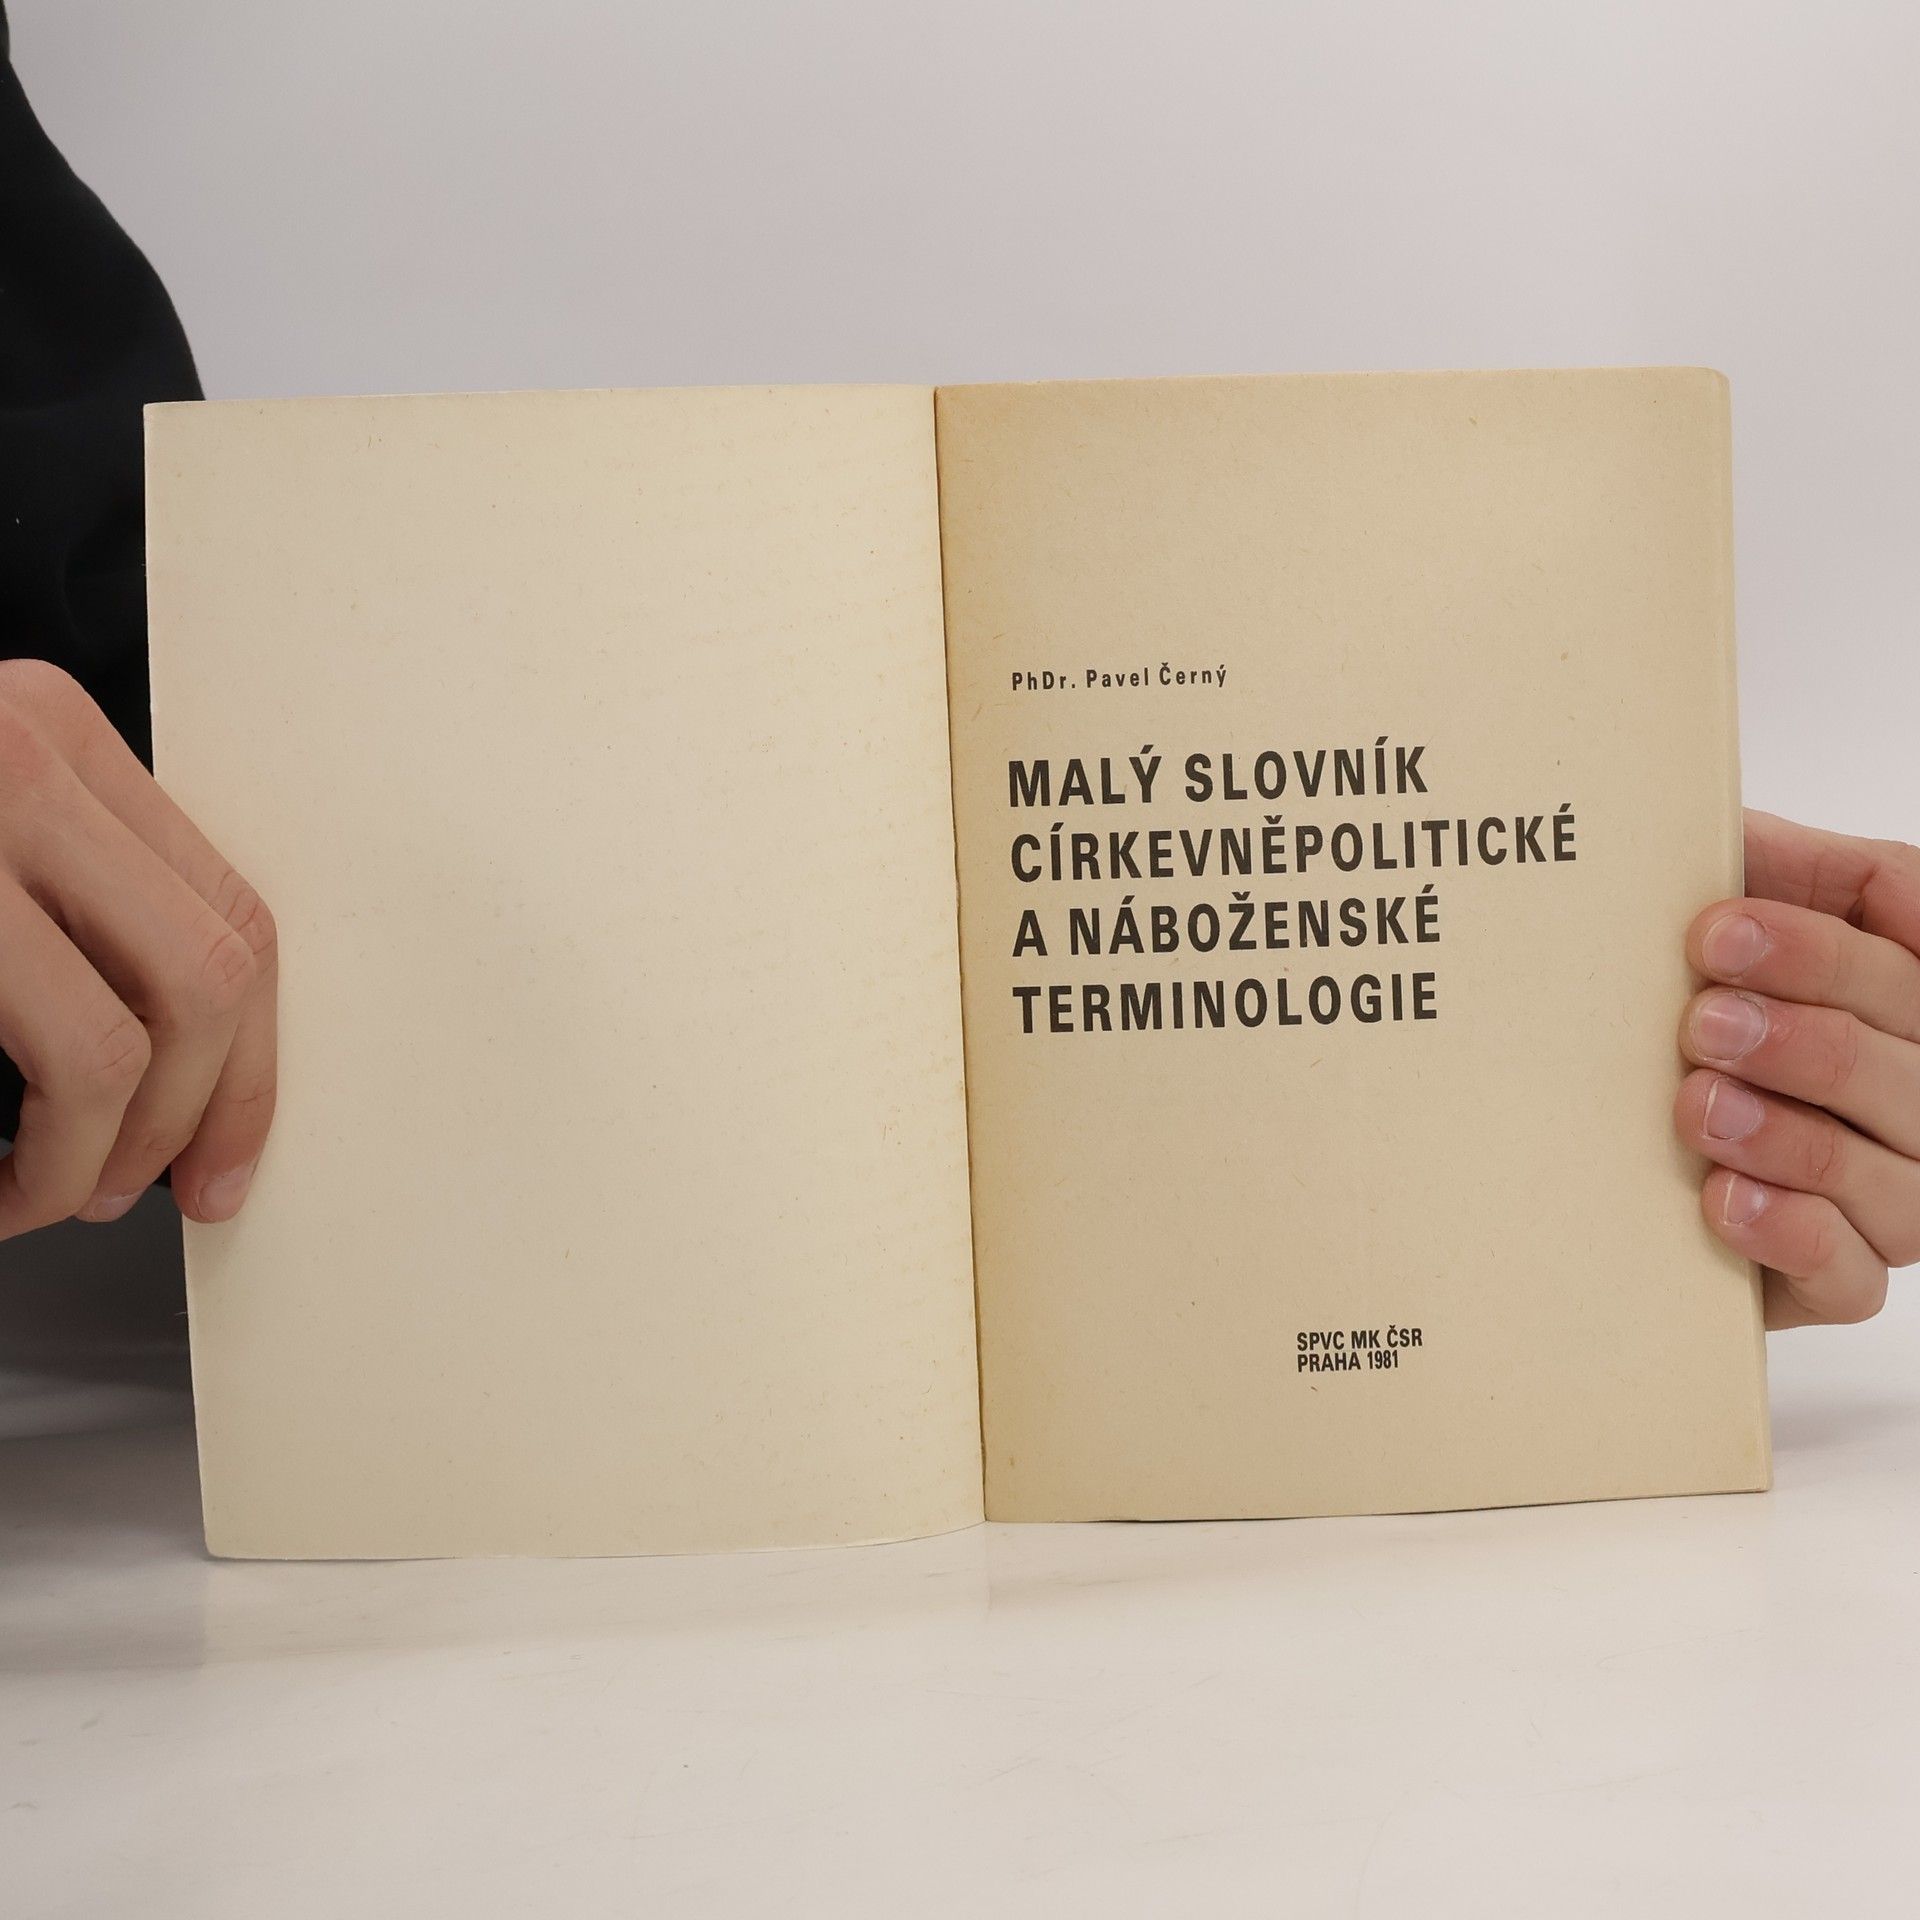 PhDr. Pavel Černý
MALÝ SLOVNÍK
CÍRKEVNĚPOLITICKÉ
A NÁBOŽENSKÉ
TERMINOLOGIE
SPVC MK ČSR
PRAHA 1981